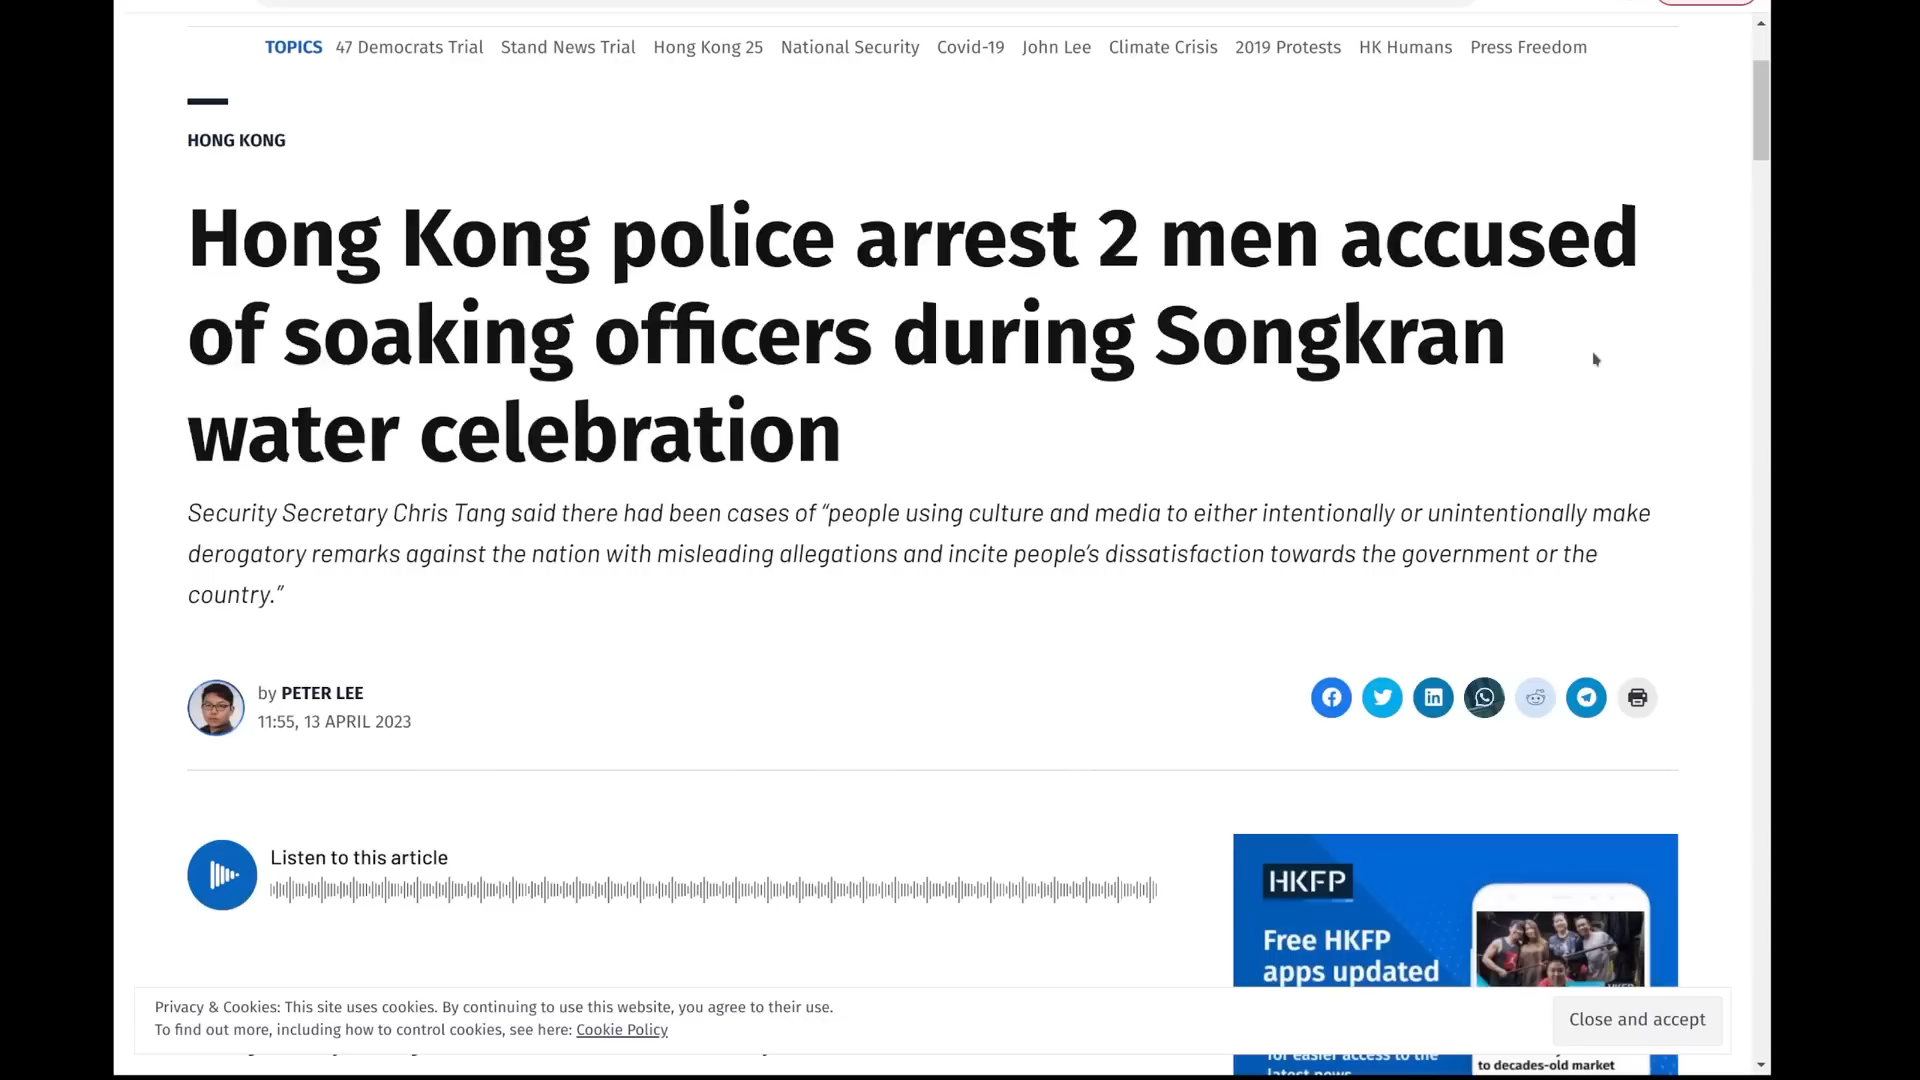 TOPICS 47 Democrats Trial Stand News Trial Hong Kong 25 National Security Covid-19 John Lee Climate Crisis 2019 Protests HK Humans Press Freedom
HONG KONG
Hong Kong police arrest 2 men accused
of soaking officers during Songkran
water celebration
Security Secretary Chris Tang said there had been cases of “people using culture and media to either intentionally or unintentionally make
derogatory remarks against the nation with misleading allegations and incite people’s dissatisfaction towards the government or the
country.”
by PETER LEE
11:55, 13 APRIL 2023
Listen to this article
HKFP
Free HKFP
apps updated
Privacy & Cookies: This site uses cookies. By continuing to use this website, you agree to their use.
To find out more, including how to control cookies, see here: Cookie Policy
Close and accept
for easier access to the
latest news
to decades-old market